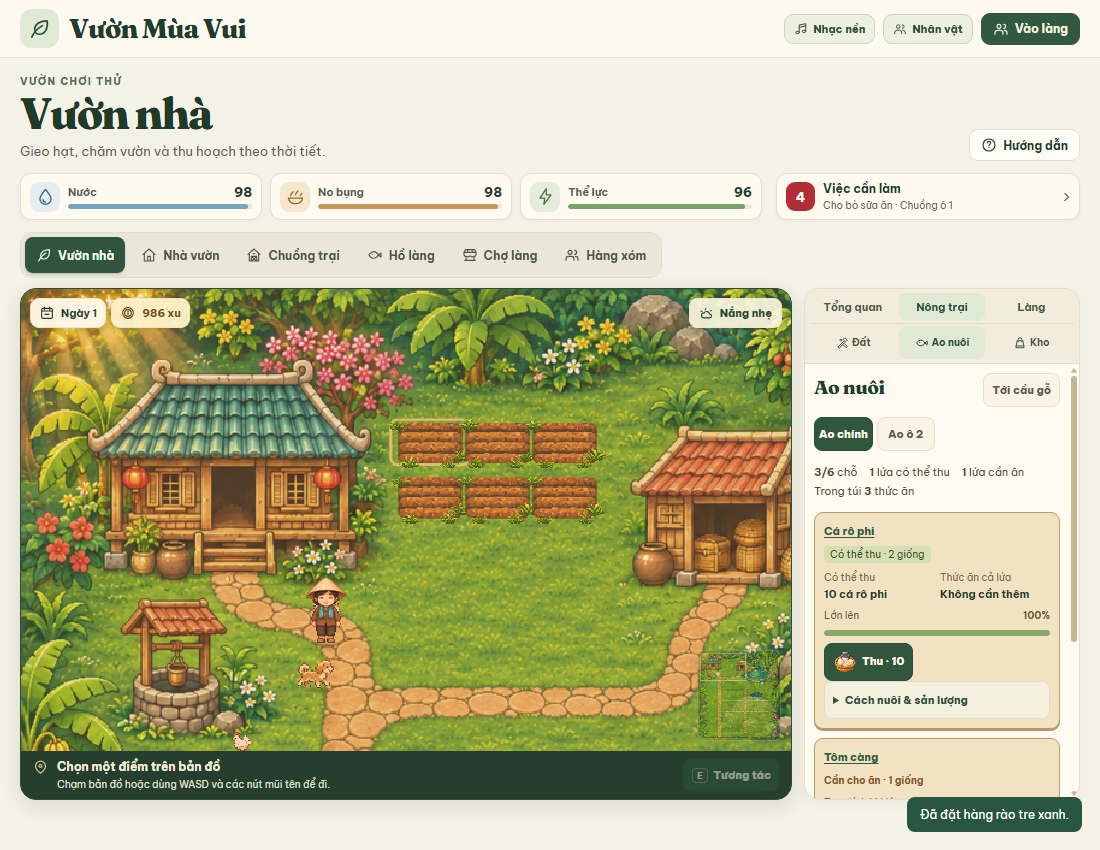 Vườn Mùa Vui
Nhạc nền
Nhân vật
Vào làng
VƯỜN CHƠI THỬ
Vườn nhà
Gieo hạt, chăm vườn và thu hoạch theo thời tiết.
Hướng dẫn
Nước 98
No bụng 98
Thể lực 96
4
Việc cần làm
Cho bò sữa ăn · Chuồng ô 1
Vườn nhà
Nhà vườn
Chuồng trại
Hồ làng
Chợ làng
Hàng xóm
Ngày 1
986 xu
Nắng nhẹ
Chọn một điểm trên bản đồ
Chạm bản đồ hoặc dùng WASD và các nút mũi tên để đi.
E Tương tác
Tổng quan
Nông trại
Làng
Đất
Ao nuôi
Kho
Ao nuôi
Tới cầu gỗ
Ao chính
Ao ô 2
3/6 chỗ 1 lứa có thể thu 1 lứa cần ăn
Trong túi 3 thức ăn
Cá rô phi
Có thể thu · 2 giống
Có thể thu Thức ăn cả lứa
10 cá rô phi Không cần thêm
Lớn lên 100%
Thu · 10
Cách nuôi & sản lượng
Tôm càng
Cần cho ăn · 1 giống
Đã đặt hàng rào tre xanh.